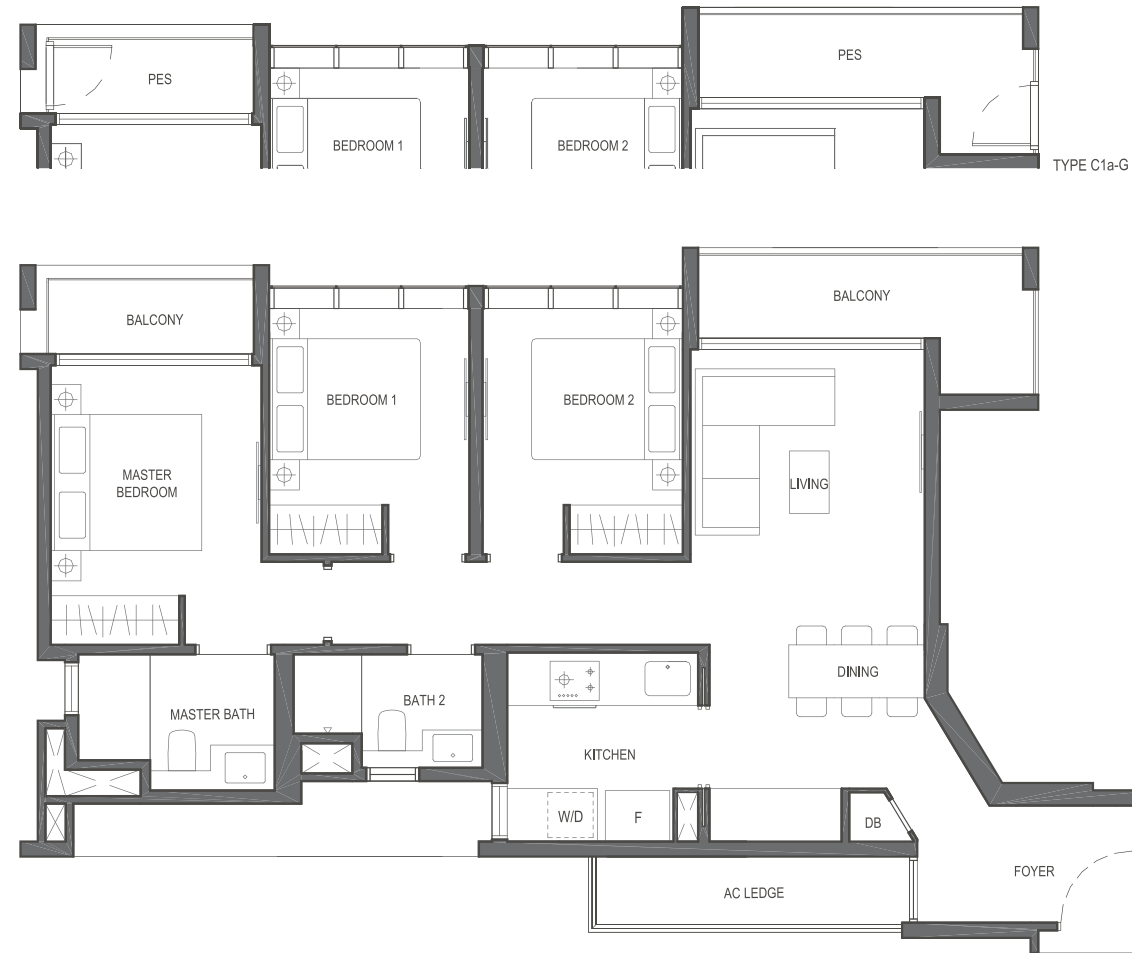 PES
PES
BEDROOM 1
BEDROOM 2
TYPE C1a-G
BALCONY
BALCONY
BEDROOM 1
BEDROOM 2
MASTER
BEDROOM
LIVING
DINING
MASTER BATH
BATH 2
KITCHEN
W/D
F
DB
FOYER
AC LEDGE